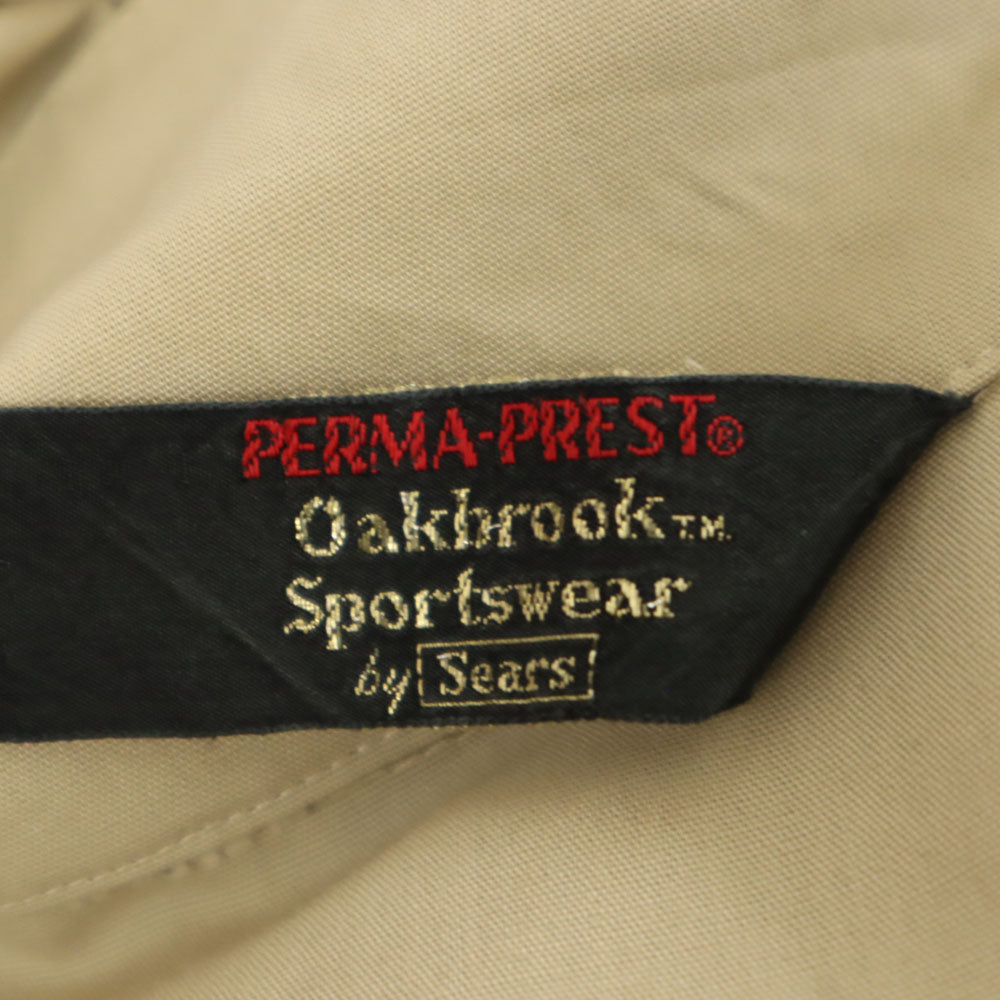 PERMA-PREST®
Oakbrook T.M.
Sportswear
by Sears